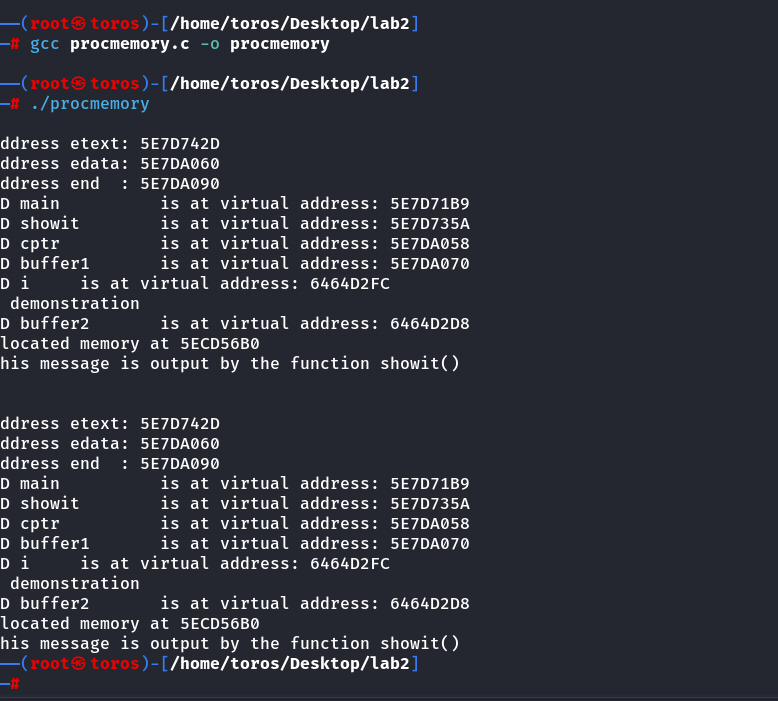 ──(root㉿toros)-[/home/toros/Desktop/lab2]
─# gcc procmemory.c -o procmemory
──(root㉿toros)-[/home/toros/Desktop/lab2]
─# ./procmemory
ddress etext: 5E7D742D
ddress edata: 5E7DA060
ddress end  : 5E7DA090
D main          is at virtual address: 5E7D71B9
D showit        is at virtual address: 5E7D735A
D cptr          is at virtual address: 5E7DA058
D buffer1       is at virtual address: 5E7DA070
D i     is at virtual address: 6464D2FC
 demonstration
D buffer2       is at virtual address: 6464D2D8
located memory at 5ECD56B0
his message is output by the function showit()
ddress etext: 5E7D742D
ddress edata: 5E7DA060
ddress end  : 5E7DA090
D main          is at virtual address: 5E7D71B9
D showit        is at virtual address: 5E7D735A
D cptr          is at virtual address: 5E7DA058
D buffer1       is at virtual address: 5E7DA070
D i     is at virtual address: 6464D2FC
 demonstration
D buffer2       is at virtual address: 6464D2D8
located memory at 5ECD56B0
his message is output by the function showit()
──(root㉿toros)-[/home/toros/Desktop/lab2]
─#